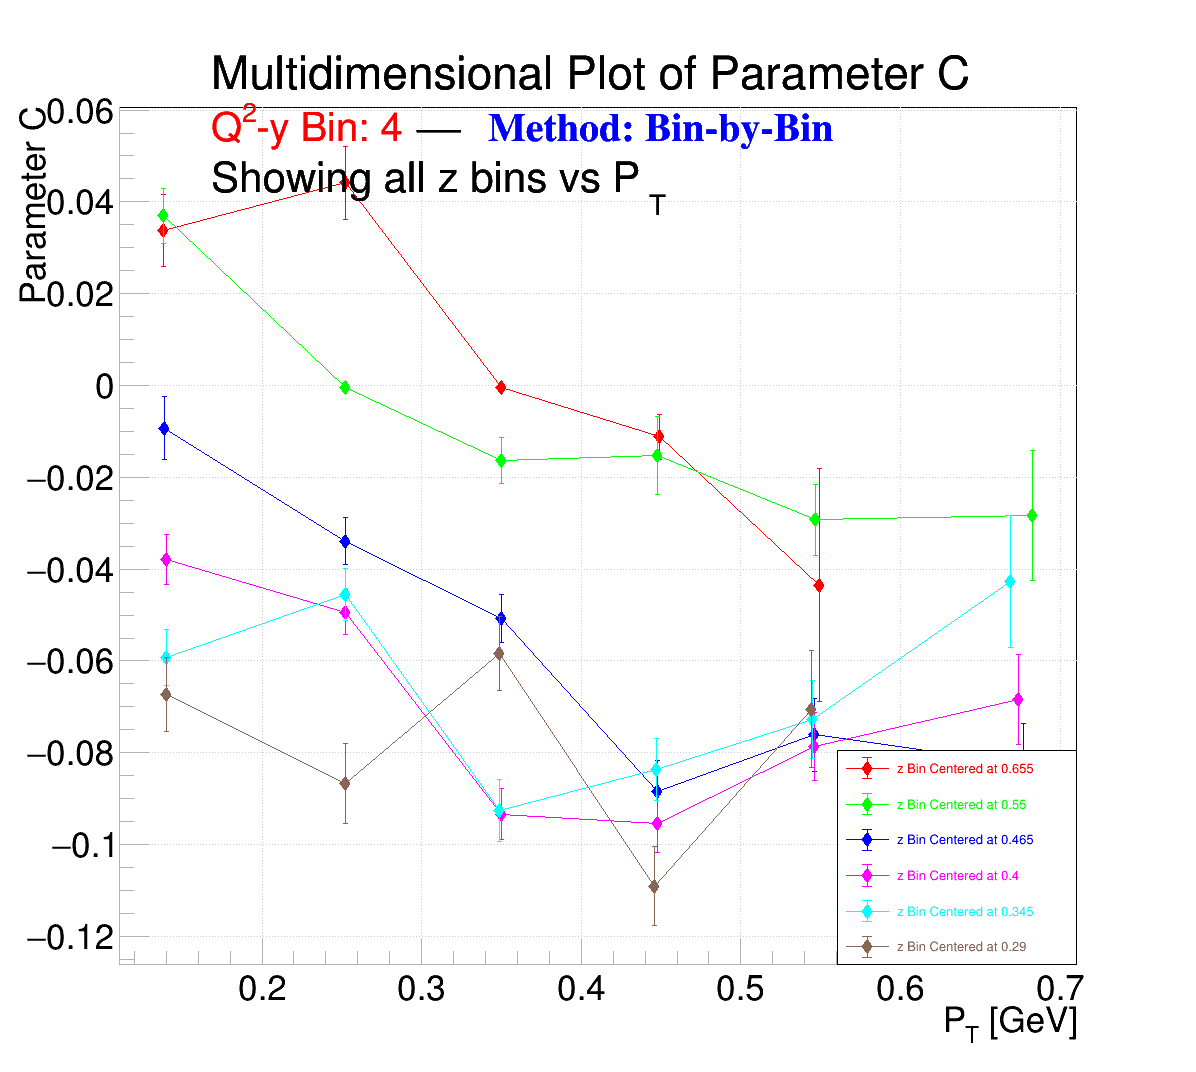 Multidimensional Plot of Parameter C
Q²-y Bin: 4 — Method: Bin-by-Bin
Showing all z bins vs P_T
Parameter C
0.06
0.04
0.02
0
−0.02
−0.04
−0.06
−0.08
−0.1
−0.12
z Bin Centered at 0.655
z Bin Centered at 0.55
z Bin Centered at 0.465
z Bin Centered at 0.4
z Bin Centered at 0.345
z Bin Centered at 0.29
0.2 0.3 0.4 0.5 0.6 0.7
P_T [GeV]